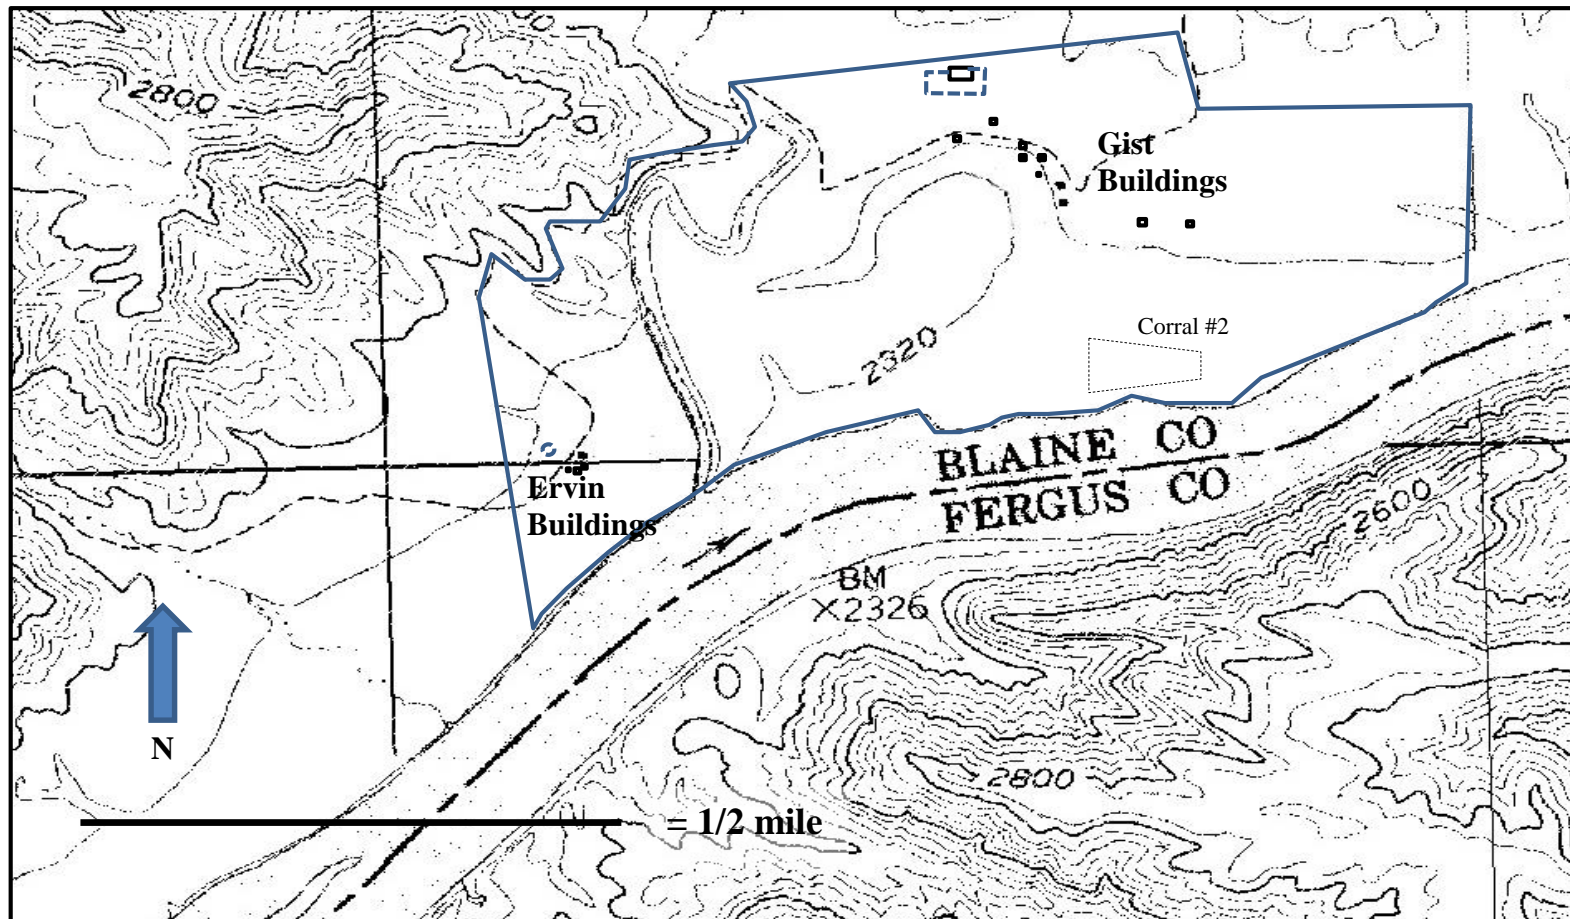 2800
Gist
Buildings
Corral #2
2320
BLAINE CO
FERGUS CO
Ervin
Buildings
2600
BM
X2326
N
2800
= 1/2 mile